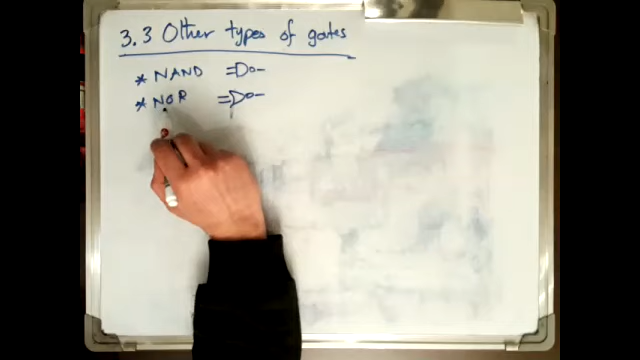 3.3 Other types of gates
* NAND
* NOR